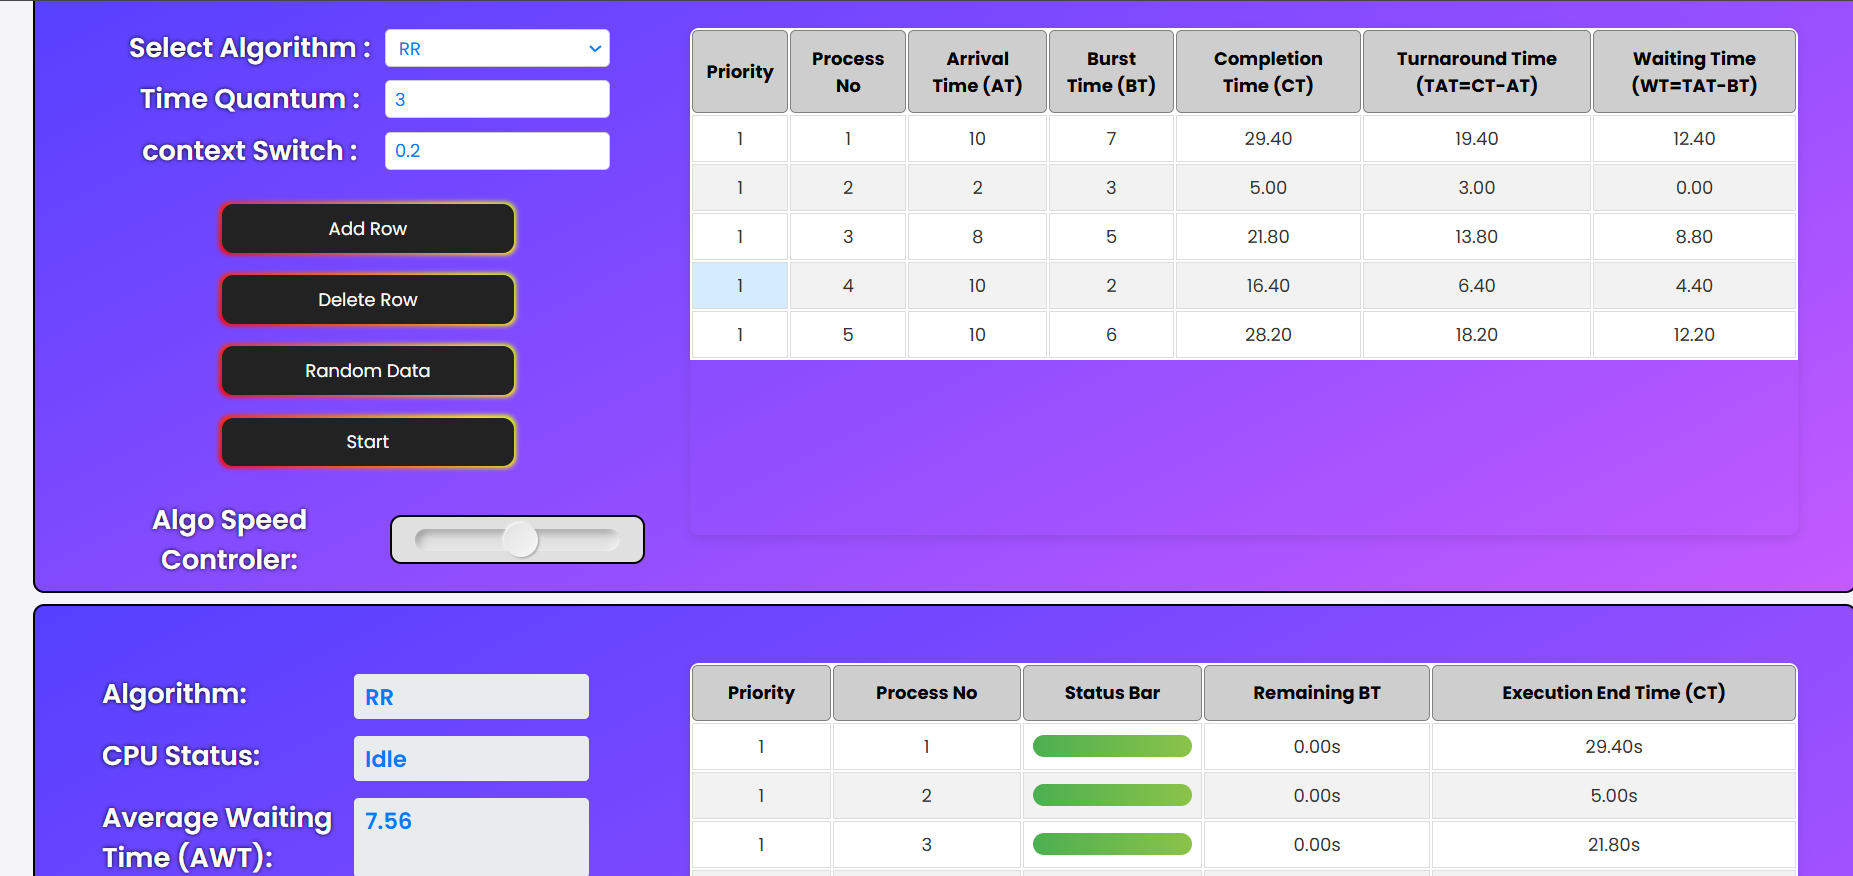 Select Algorithm : RR
Time Quantum : 3
context Switch : 0.2
Add Row
Delete Row
Random Data
Start
Algo Speed
Controler:
Priority Process No Arrival Time (AT) Burst Time (BT) Completion Time (CT) Turnaround Time (TAT=CT-AT) Waiting Time (WT=TAT-BT)
1 1 10 7 29.40 19.40 12.40
1 2 2 3 5.00 3.00 0.00
1 3 8 5 21.80 13.80 8.80
1 4 10 2 16.40 6.40 4.40
1 5 10 6 28.20 18.20 12.20
Algorithm: RR
CPU Status: Idle
Average Waiting
Time (AWT): 7.56
Priority Process No Status Bar Remaining BT Execution End Time (CT)
1 1 0.00s 29.40s
1 2 0.00s 5.00s
1 3 0.00s 21.80s